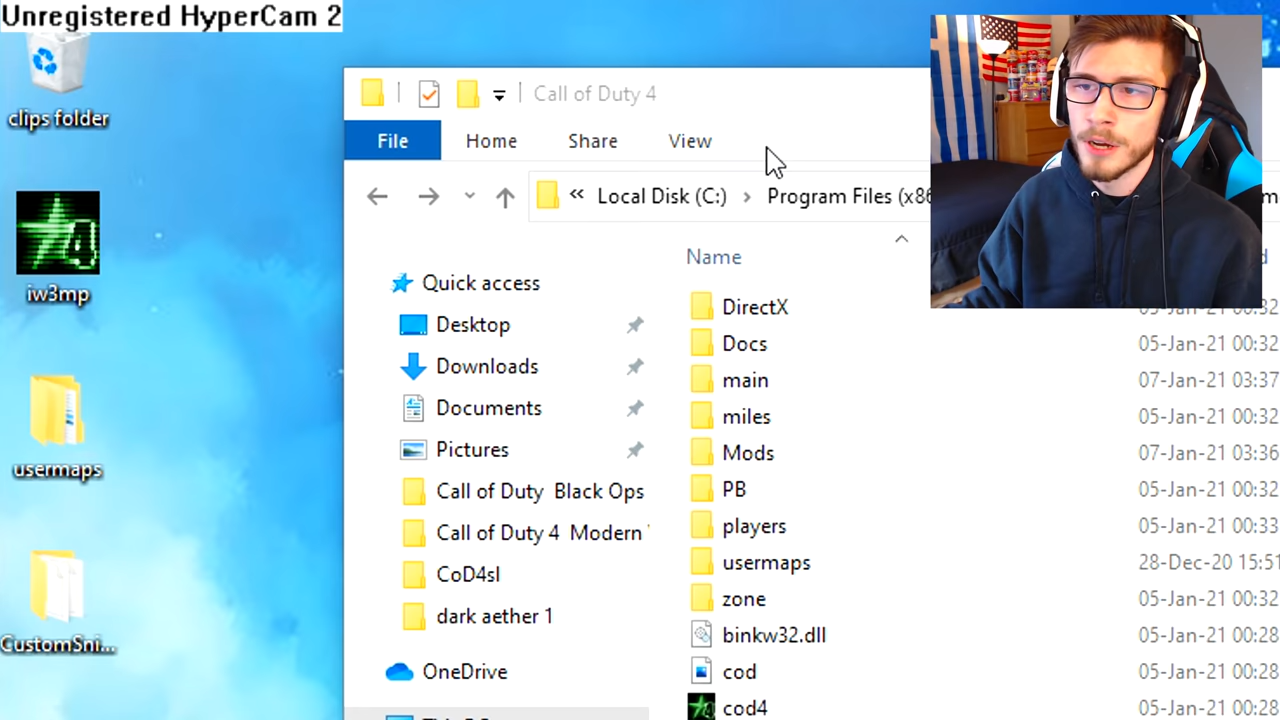 Unregistered HyperCam 2
clips folder
iw3mp
usermaps
CustomSni...
Call of Duty 4
File Home Share View
« Local Disk (C:) > Program Files (x86
Name
Quick access
Desktop
Downloads
Documents
Pictures
Call of Duty Black Ops
Call of Duty 4 Modern
CoD4sl
dark aether 1
OneDrive
DirectX
Docs 05-Jan-21 00:32
main 07-Jan-21 03:37
miles 05-Jan-21 00:32
Mods 07-Jan-21 03:36
PB 05-Jan-21 00:32
players 05-Jan-21 00:33
usermaps 28-Dec-20 15:51
zone 05-Jan-21 00:32
binkw32.dll 05-Jan-21 00:28
cod 05-Jan-21 00:28
cod4 05-Jan-21 00:28